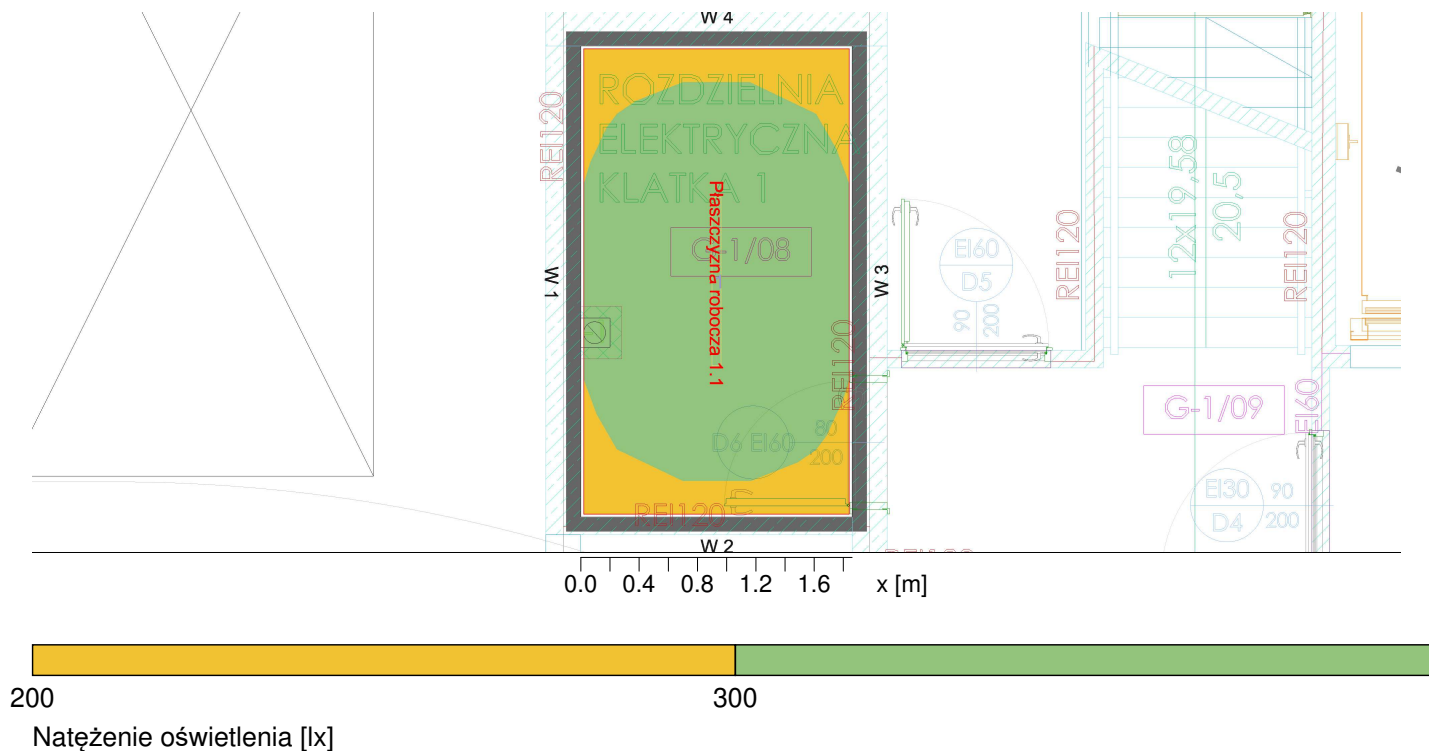 W 4
ROZDZIELNIA
ELEKTRYCZNA
KLATKA 1
REI120
Płaszczyzna robocza 1.1
G-1/08
W 1
W 3
EI60
D5
90
200
REI120
12x19,58
20,5
REI120
REI120
G-1/09
EI60
D6 EI60
80
200
EI30
D4
90
200
REI120
W 2
0.0 0.4 0.8 1.2 1.6 x [m]
200 300
Natężenie oświetlenia [lx]